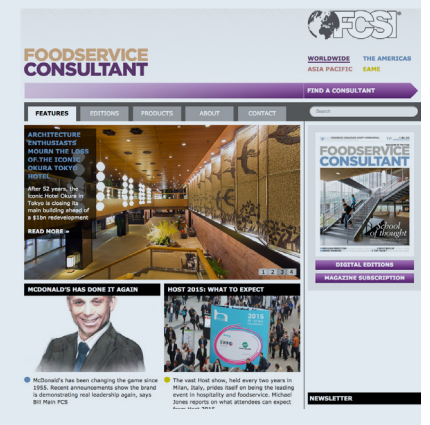 FCSI
FOODSERVICE
CONSULTANT
WORLDWIDE THE AMERICAS
ASIA PACIFIC EAME
FIND A CONSULTANT
FEATURES EDITIONS PRODUCTS ABOUT CONTACT
Search
ARCHITECTURE
ENTHUSIASTS
MOURN THE LOSS
OF THE ICONIC
OKURA TOKYO
HOTEL
After 52 years, the
iconic Hotel Okura in
Tokyo is closing its
main building ahead of
a $1bn redevelopment
READ MORE »
1 2 3 4
FOODSERVICE
CONSULTANT
School
of thought
DIGITAL EDITIONS
MAGAZINE SUBSCRIPTION
MCDONALD'S HAS DONE IT AGAIN
McDonald's has been changing the game since
1955. Recent announcements show the brand
is demonstrating real leadership again, says
Bill Main FCS
HOST 2015: WHAT TO EXPECT
2015
The vast Host show, held every two years in
Milan, Italy, prides itself on being the leading
event in hospitality and foodservice. Michael
Jones reports on what attendees can expect
from Host 2015
NEWSLETTER